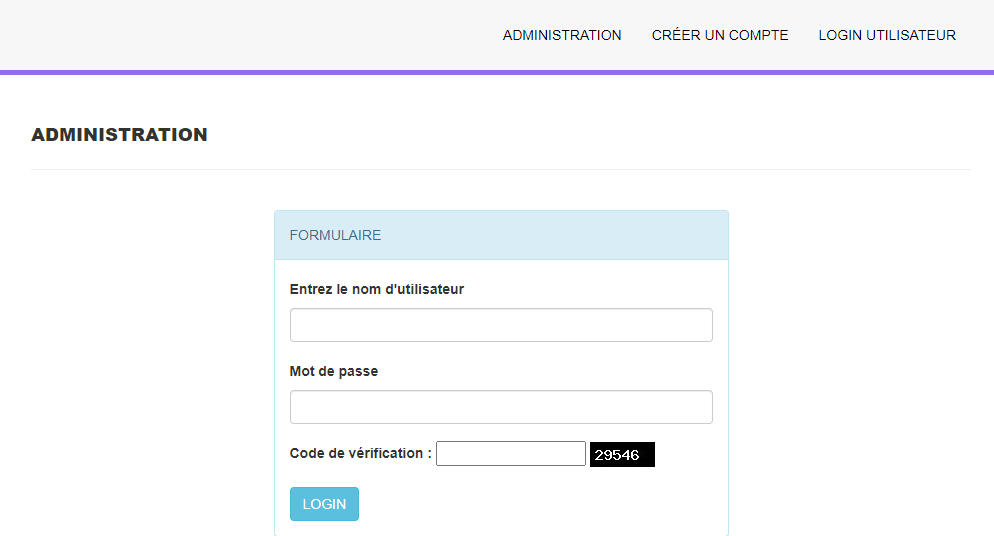 ADMINISTRATION CRÉER UN COMPTE LOGIN UTILISATEUR
ADMINISTRATION
FORMULAIRE
Entrez le nom d'utilisateur
Mot de passe
Code de vérification : 29546
LOGIN